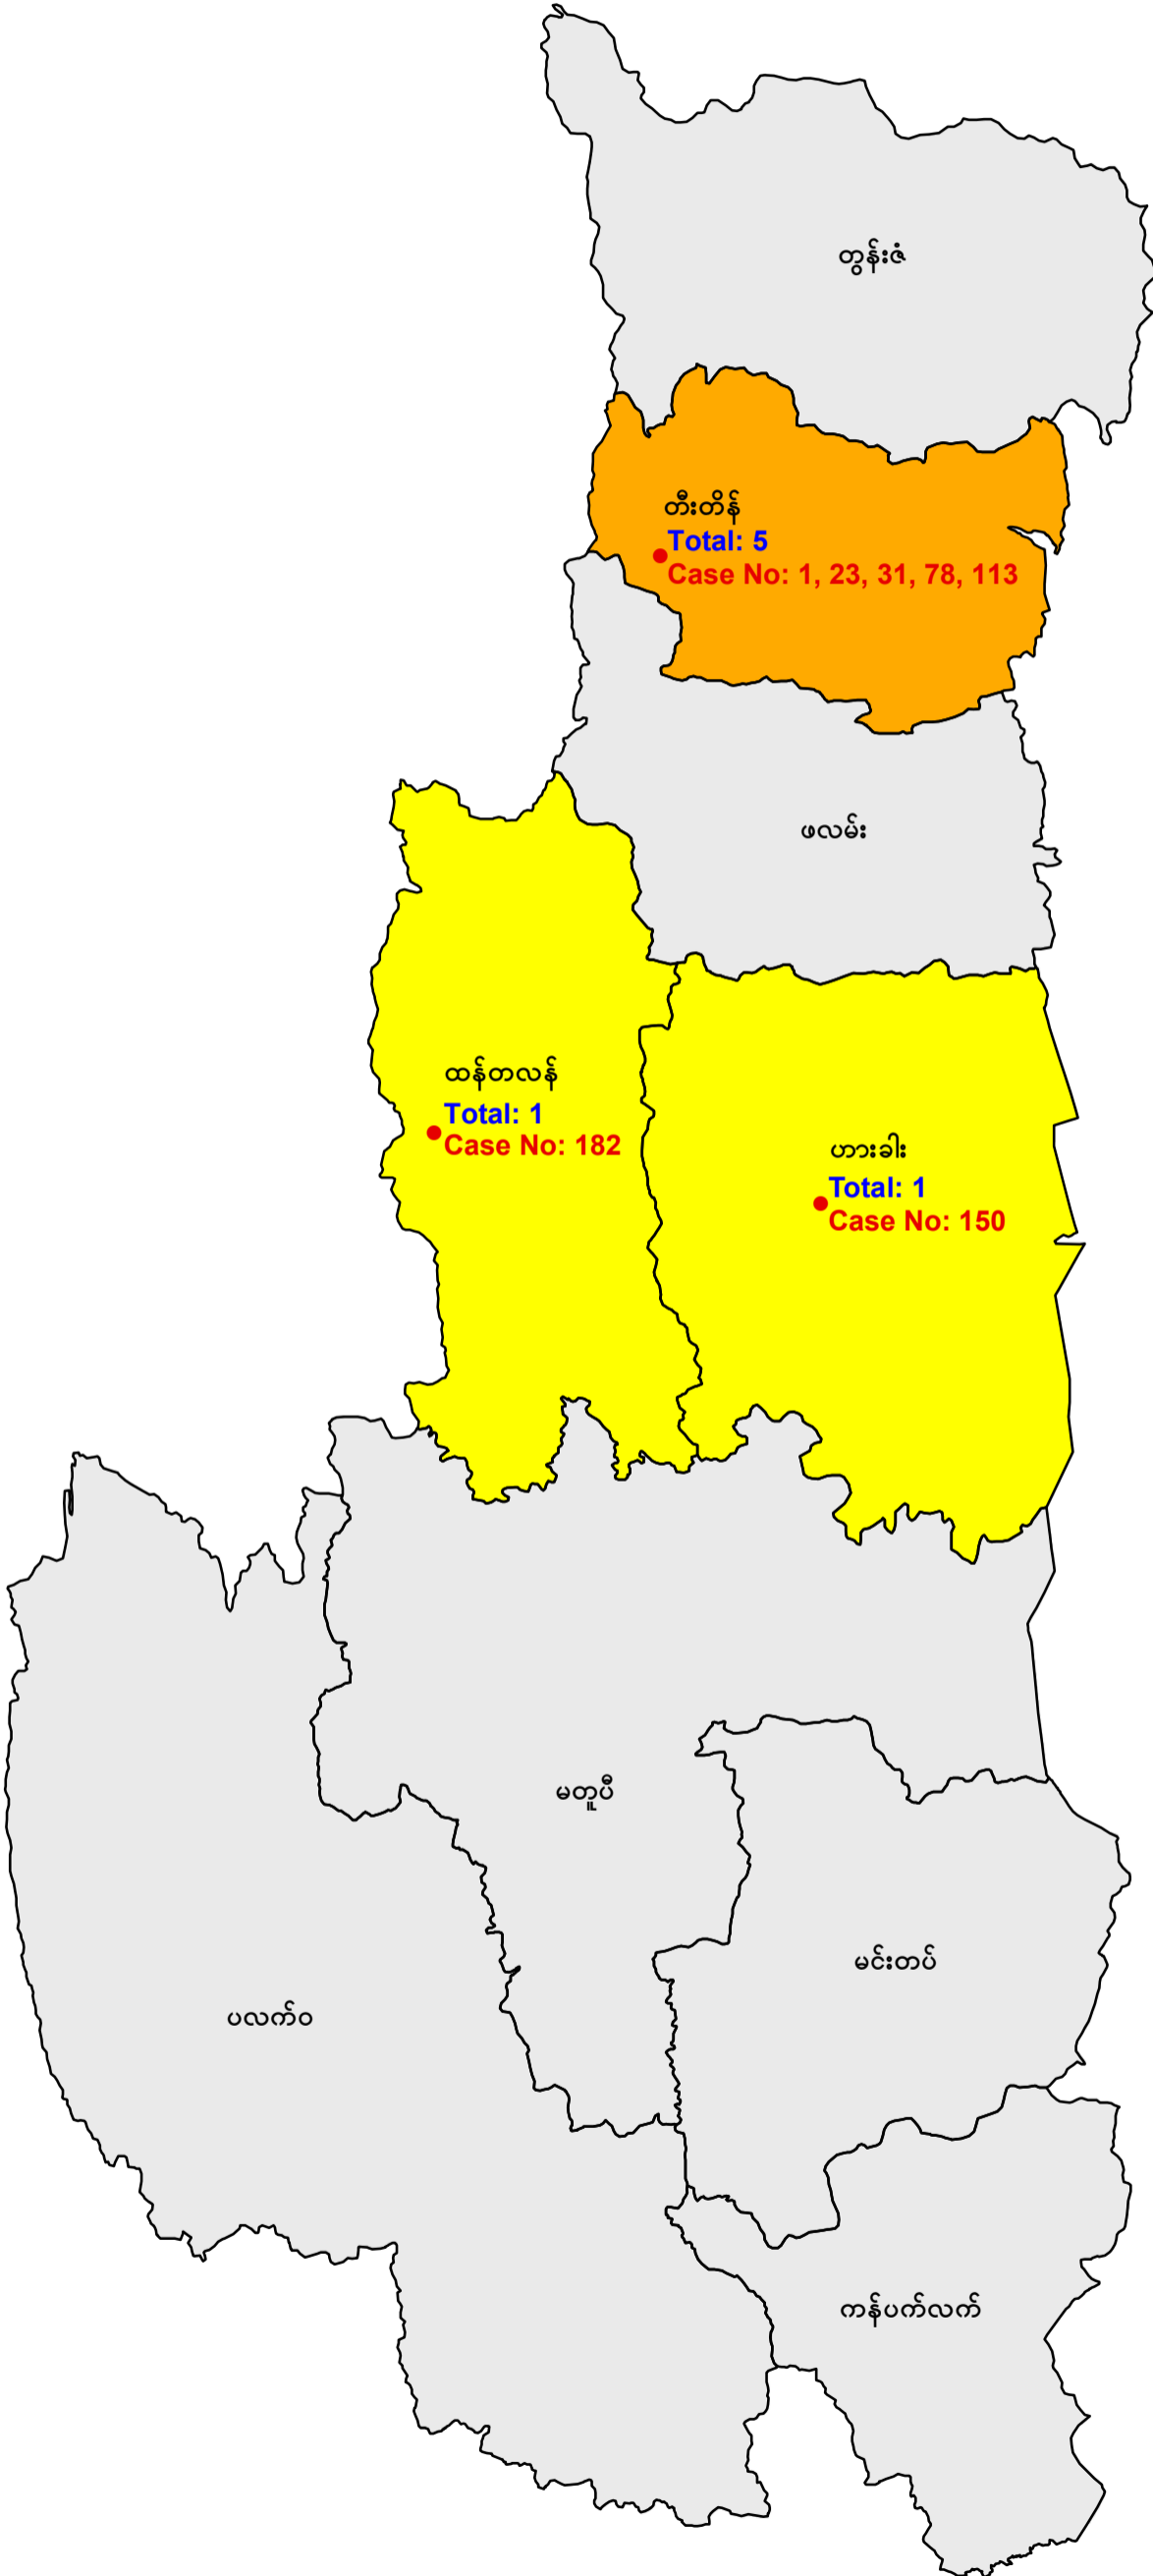 တွန်းဇံ
တီးတိန်
Total: 5
Case No: 1, 23, 31, 78, 113
ဖလမ်း
ထန်တလန်
Total: 1
Case No: 182
ဟားခါး
Total: 1
Case No: 150
မတူပီ
မင်းတပ်
ပလက်ဝ
ကန်ပက်လက်